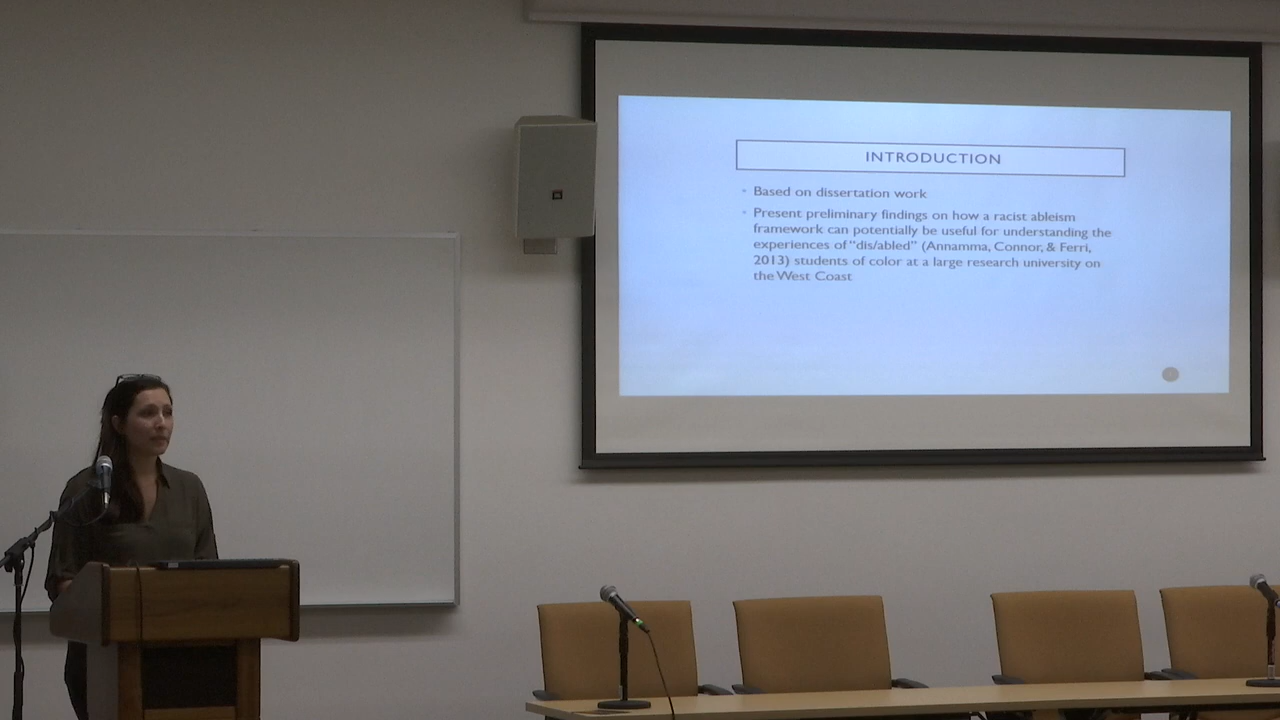 INTRODUCTION
Based on dissertation work
Present preliminary findings on how a racist ableism
framework can potentially be useful for understanding the
experiences of "dis/abled" (Annamma, Connor, & Ferri,
2013) students of color at a large research university on
the West Coast